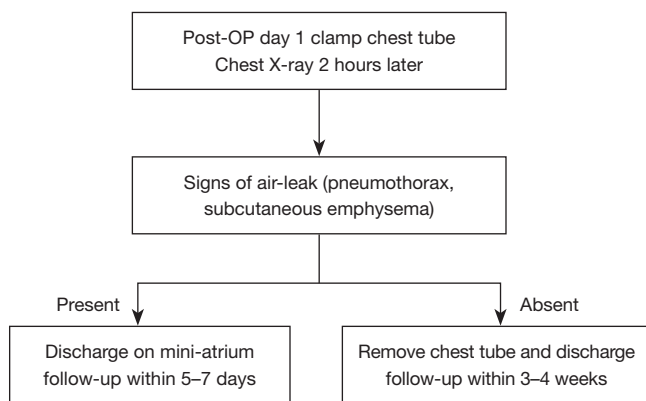 Post-OP day 1 clamp chest tube
Chest X-ray 2 hours later
Signs of air-leak (pneumothorax,
subcutaneous emphysema)
Present
Absent
Discharge on mini-atrium
follow-up within 5–7 days
Remove chest tube and discharge
follow-up within 3–4 weeks